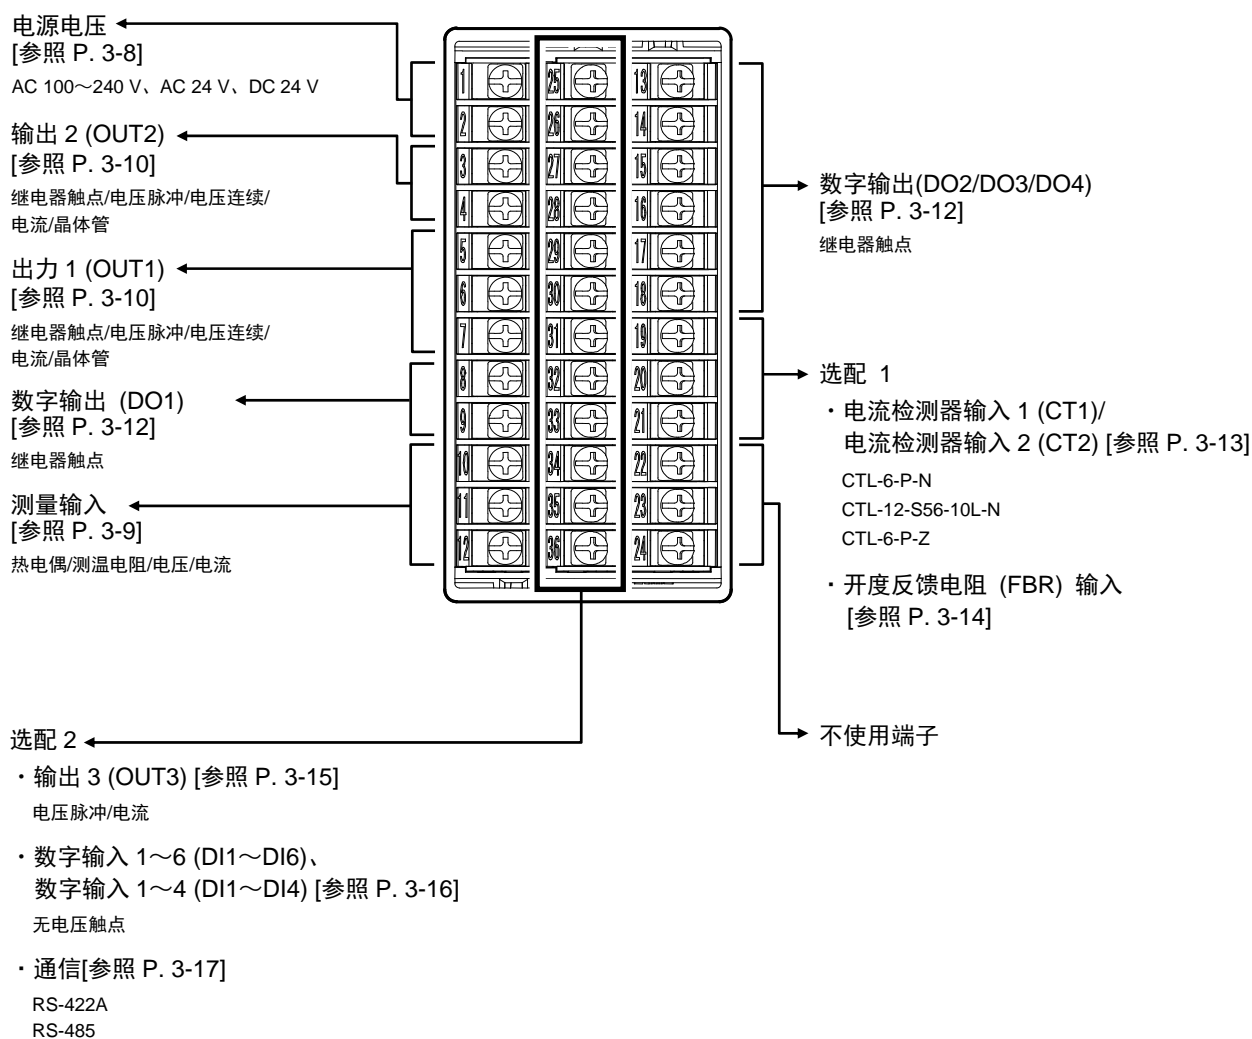 电源电压
[参照 P. 3-8]
AC 100～240 V、AC 24 V、DC 24 V
输出 2 (OUT2)
[参照 P. 3-10]
继电器触点/电压脉冲/电压连续/
电流/晶体管
出力 1 (OUT1)
[参照 P. 3-10]
继电器触点/电压脉冲/电压连续/
电流/晶体管
数字输出 (DO1)
[参照 P. 3-12]
继电器触点
测量输入
[参照 P. 3-9]
热电偶/测温电阻/电压/电流
1 25 13
2 26 14
3 27 15
4 28 16
5 29 17
6 30 18
7 31 19
8 32 20
9 33 21
10 34 22
11 35 23
12 36 24
数字输出(DO2/DO3/DO4)
[参照 P. 3-12]
继电器触点
选配 1
・电流检测器输入 1 (CT1)/
电流检测器输入 2 (CT2) [参照 P. 3-13]
CTL-6-P-N
CTL-12-S56-10L-N
CTL-6-P-Z
・开度反馈电阻 (FBR) 输入
[参照 P. 3-14]
不使用端子
选配 2
・输出 3 (OUT3) [参照 P. 3-15]
电压脉冲/电流
・数字输入 1～6 (DI1～DI6)、
数字输入 1～4 (DI1～DI4) [参照 P. 3-16]
无电压触点
・通信[参照 P. 3-17]
RS-422A
RS-485